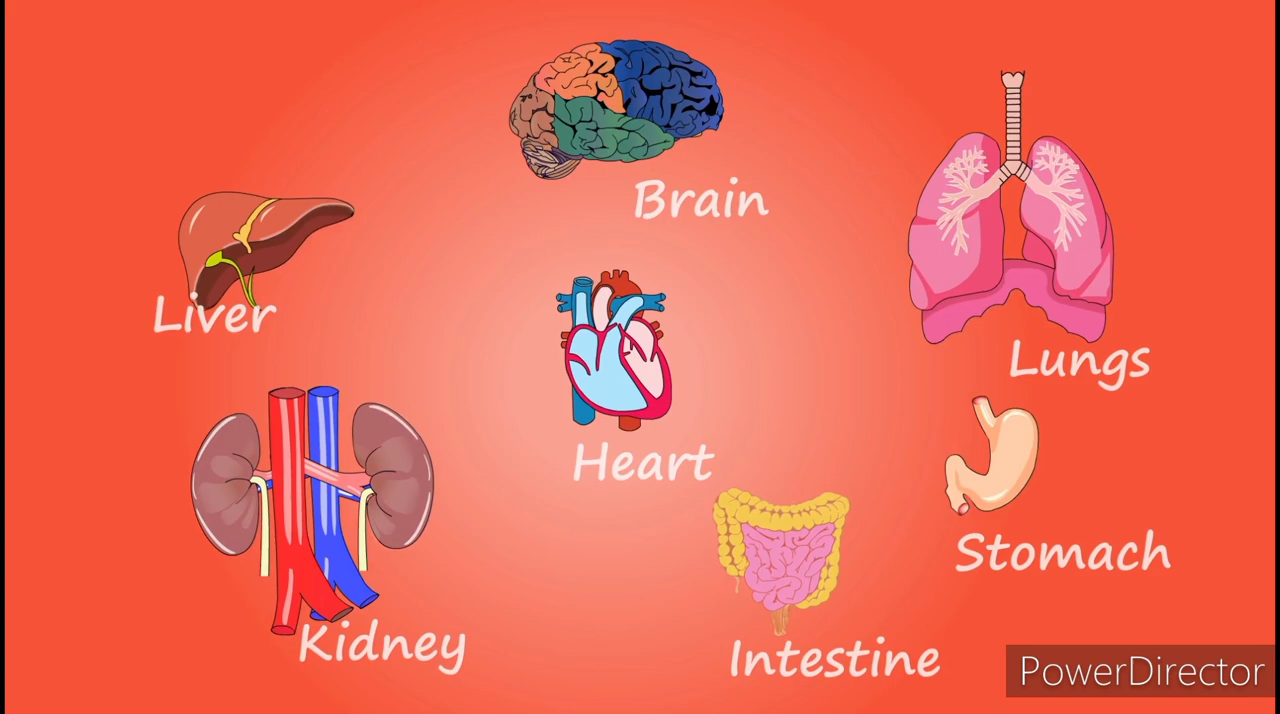 Brain
Liver
Lungs
Heart
Stomach
Kidney
Intestine
PowerDirector